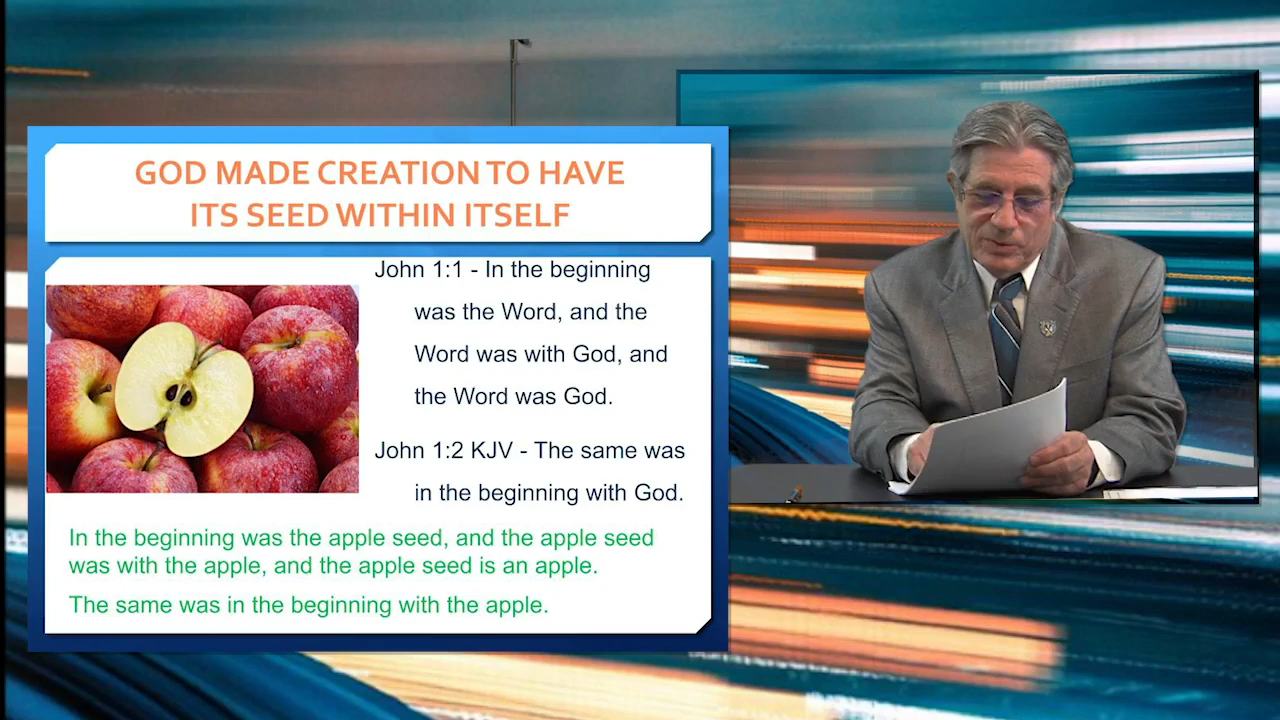 GOD MADE CREATION TO HAVE
ITS SEED WITHIN ITSELF
John 1:1 - In the beginning
was the Word, and the
Word was with God, and
the Word was God.
John 1:2 KJV - The same was
in the beginning with God.
In the beginning was the apple seed, and the apple seed
was with the apple, and the apple seed is an apple.
The same was in the beginning with the apple.